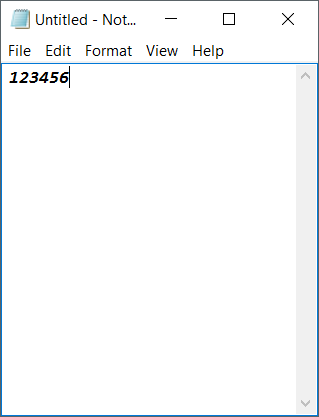 Untitled - Not...
File Edit Format View Help
123456